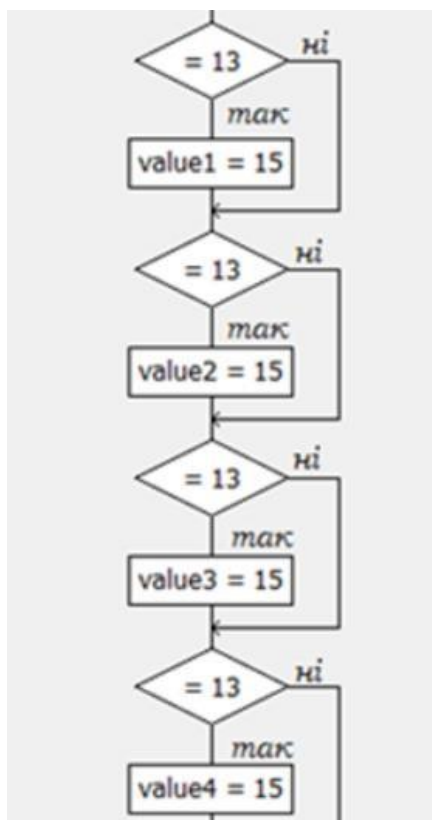 ні
= 13
так
value1 = 15
ні
= 13
так
value2 = 15
ні
= 13
так
value3 = 15
ні
= 13
так
value4 = 15